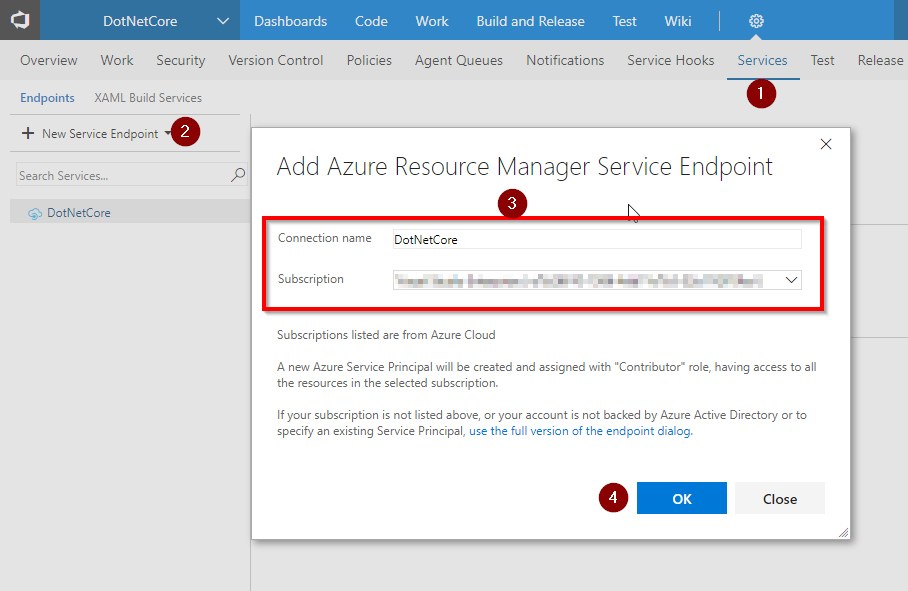 DotNetCore
Dashboards Code Work Build and Release Test Wiki
Overview Work Security Version Control Policies Agent Queues Notifications Service Hooks Services Test Release
1
Endpoints XAML Build Services
New Service Endpoint
2
Search Services...
DotNetCore
Add Azure Resource Manager Service Endpoint
3
Connection name DotNetCore
Subscription
Subscriptions listed are from Azure Cloud
A new Azure Service Principal will be created and assigned with "Contributor" role, having access to all
the resources in the selected subscription.
If your subscription is not listed above, or your account is not backed by Azure Active Directory or to
specify an existing Service Principal, use the full version of the endpoint dialog.
4
OK Close